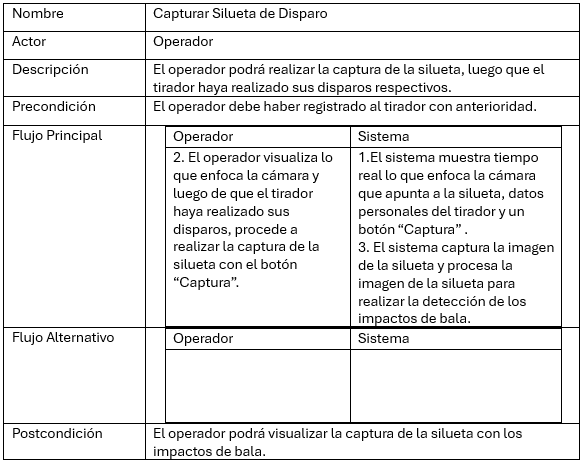 Nombre
Capturar Silueta de Disparo
Actor
Operador
Descripción
El operador podrá realizar la captura de la silueta, luego que el
tirador haya realizado sus disparos respectivos.
Precondición
El operador debe haber registrado al tirador con anterioridad.
Flujo Principal
Operador
2. El operador visualiza lo
que enfoca la cámara y
luego de que el tirador
haya realizado sus
disparos, procede a
realizar la captura de la
silueta con el botón
“Captura”.
Sistema
1.El sistema muestra tiempo
real lo que enfoca la cámara
que apunta a la silueta, datos
personales del tirador y un
botón “Captura” .
3. El sistema captura la imagen
de la silueta y procesa la
imagen de la silueta para
realizar la detección de los
impactos de bala.
Flujo Alternativo
Operador
Sistema
Postcondición
El operador podrá visualizar la captura de la silueta con los
impactos de bala.